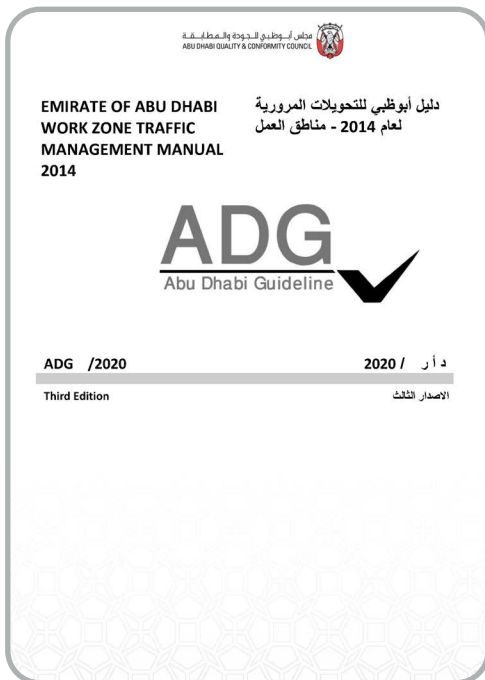 مجلس أبوظبي للجودة والمطابقة
ABU DHABI QUALITY & CONFORMITY COUNCIL
EMIRATE OF ABU DHABI
WORK ZONE TRAFFIC
MANAGEMENT MANUAL
2014
دليل أبوظبي للتحويلات المرورية
لعام 2014 - مناطق العمل
ADG
Abu Dhabi Guideline
ADG /2020
د أ ر / 2020
Third Edition
الاصدار الثالث